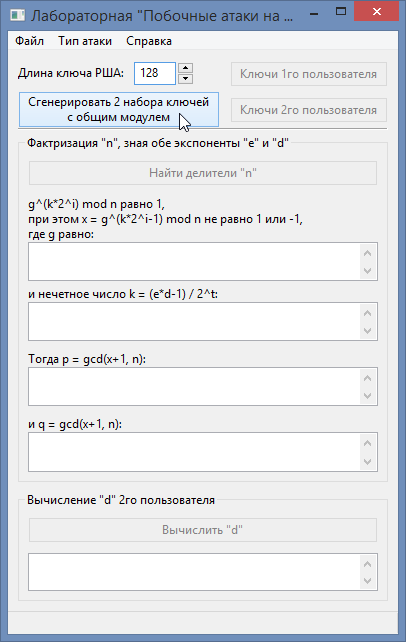 Лабораторная "Побочные атаки на ...
Файл Тип атаки Справка
Длина ключа РША: 128 Ключи 1го пользователя
Сгенерировать 2 набора ключей
с общим модулем
Ключи 2го пользователя
Фактризация "n", зная обе экспоненты "e" и "d"
Найти делители "n"
g^(k*2^i) mod n равно 1,
при этом x = g^(k*2^i-1) mod n не равно 1 или -1,
где g равно:
и нечетное число k = (e*d-1) / 2^t:
Тогда p = gcd(x+1, n):
и q = gcd(x+1, n):
Вычисление "d" 2го пользователя
Вычислить "d"